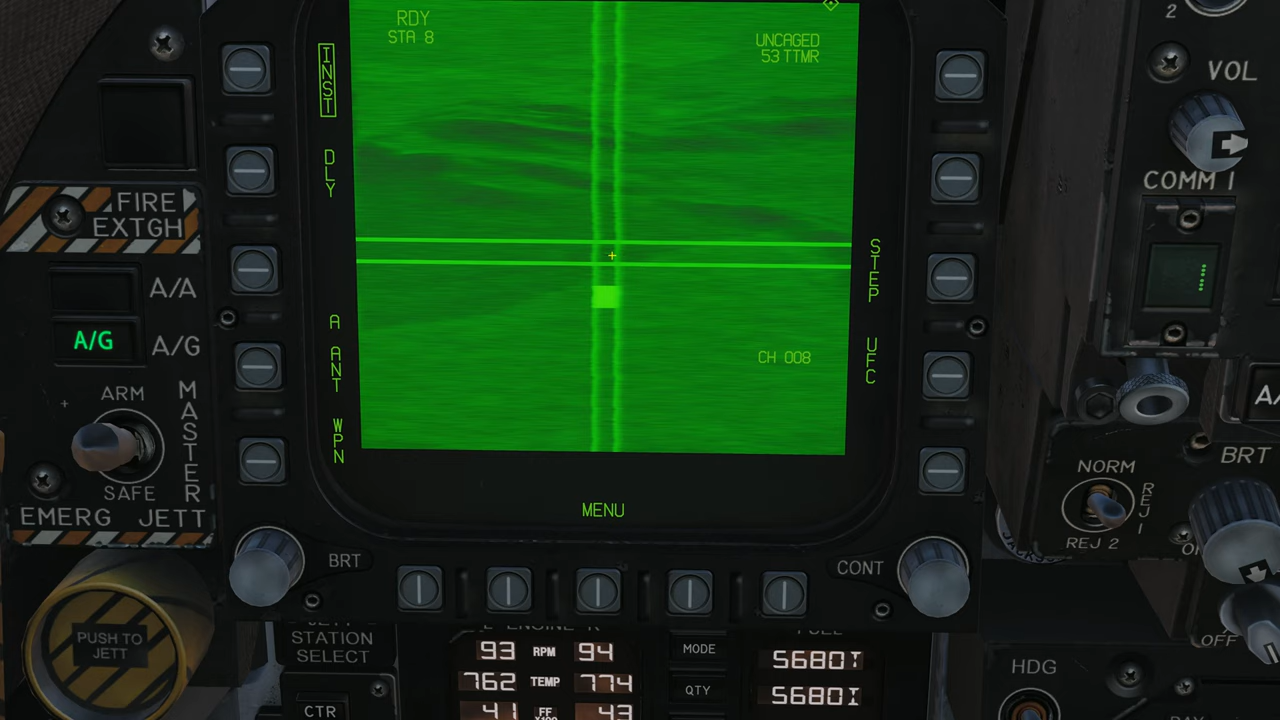 RDY
STA 8
UNCAGED
53 TTMR
INST
DLY
A
ANT
WPN
STEP
UFC
CH 008
MENU
2
VOL
COMM 1
FIRE
EXTGH
A/A
A/G
A/G
ARM
SAFE
MASTER
EMERG JETT
PUSH TO
JETT
BRT
CONT
STATION
SELECT
CTR
93 RPM 94
762 TEMP 774
41 FF 43
MODE
QTY
5680T
5680I
NORM
REJ 1
REJ 2
BRT
OFF
HDG